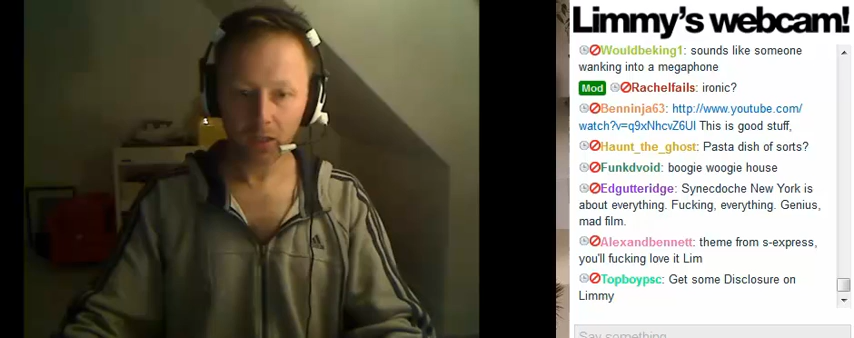 Limmy's webcam!
Wouldbeking1: sounds like someone
wanking into a megaphone
Mod Rachelfails: ironic?
Benninja63: http://www.youtube.com/
watch?v=q9xNhcvZ6UI This is good stuff,
Haunt_the_ghost: Pasta dish of sorts?
Funkdvoid: boogie woogie house
Edgutteridge: Synecdoche New York is
about everything. Fucking, everything. Genius,
mad film.
Alexandbennett: theme from s-express,
you'll fucking love it Lim
Topboypsc: Get some Disclosure on
Limmy
Say something